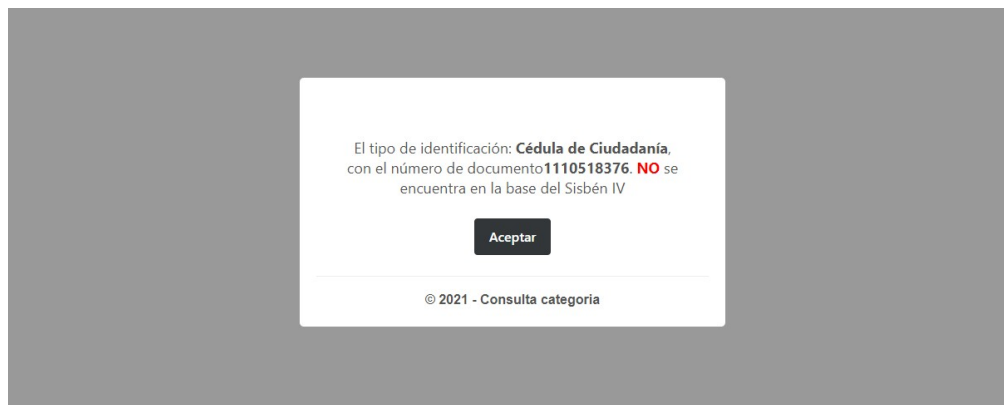 El tipo de identificación: Cédula de Ciudadanía,
con el número de documento1110518376. NO se
encuentra en la base del Sisbén IV
Aceptar
© 2021 - Consulta categoria